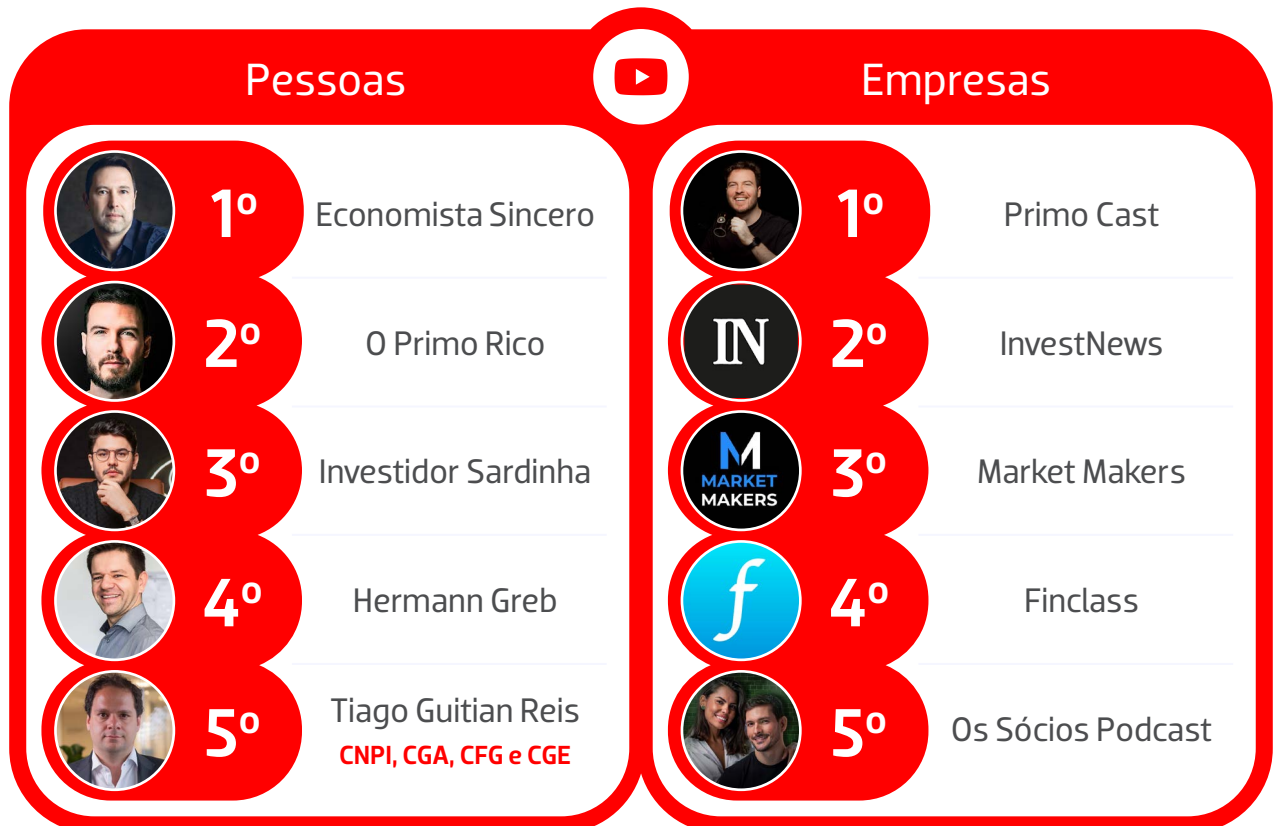 Pessoas
1º
Economista Sincero
2º
O Primo Rico
3º
Investidor Sardinha
4º
Hermann Greb
5º
Tiago Guitian Reis
CNPI, CGA, CFG e CGE
Empresas
1º
Primo Cast
IN
2º
InvestNews
M
MARKET
MAKERS
3º
Market Makers
f
4º
Finclass
5º
Os Sócios Podcast